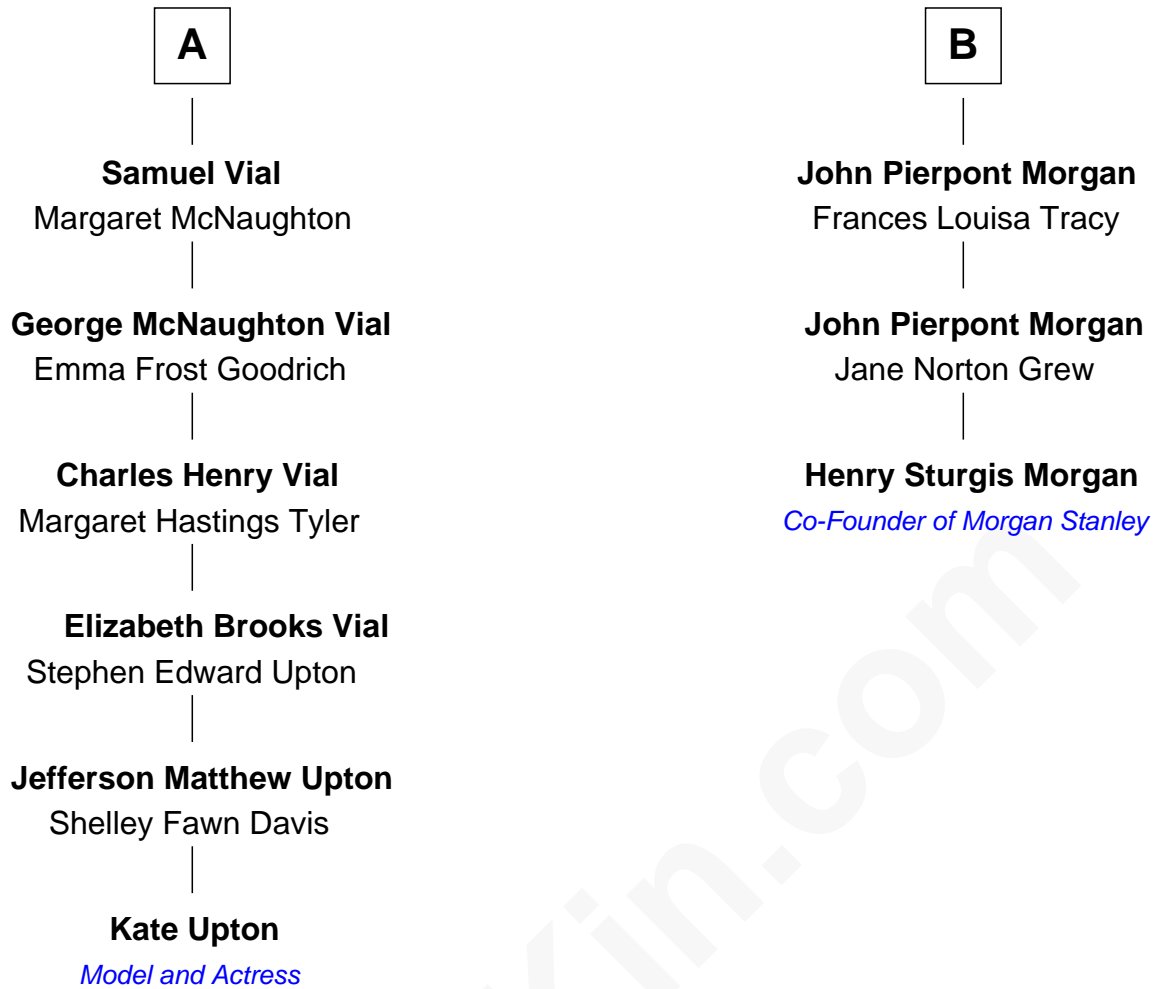 A
Samuel Vial
Margaret McNaughton
George McNaughton Vial
Emma Frost Goodrich
Charles Henry Vial
Margaret Hastings Tyler
Elizabeth Brooks Vial
Stephen Edward Upton
Jefferson Matthew Upton
Shelley Fawn Davis
Kate Upton
Model and Actress
B
John Pierpont Morgan
Frances Louisa Tracy
John Pierpont Morgan
Jane Norton Grew
Henry Sturgis Morgan
Co-Founder of Morgan Stanley
Kin.com